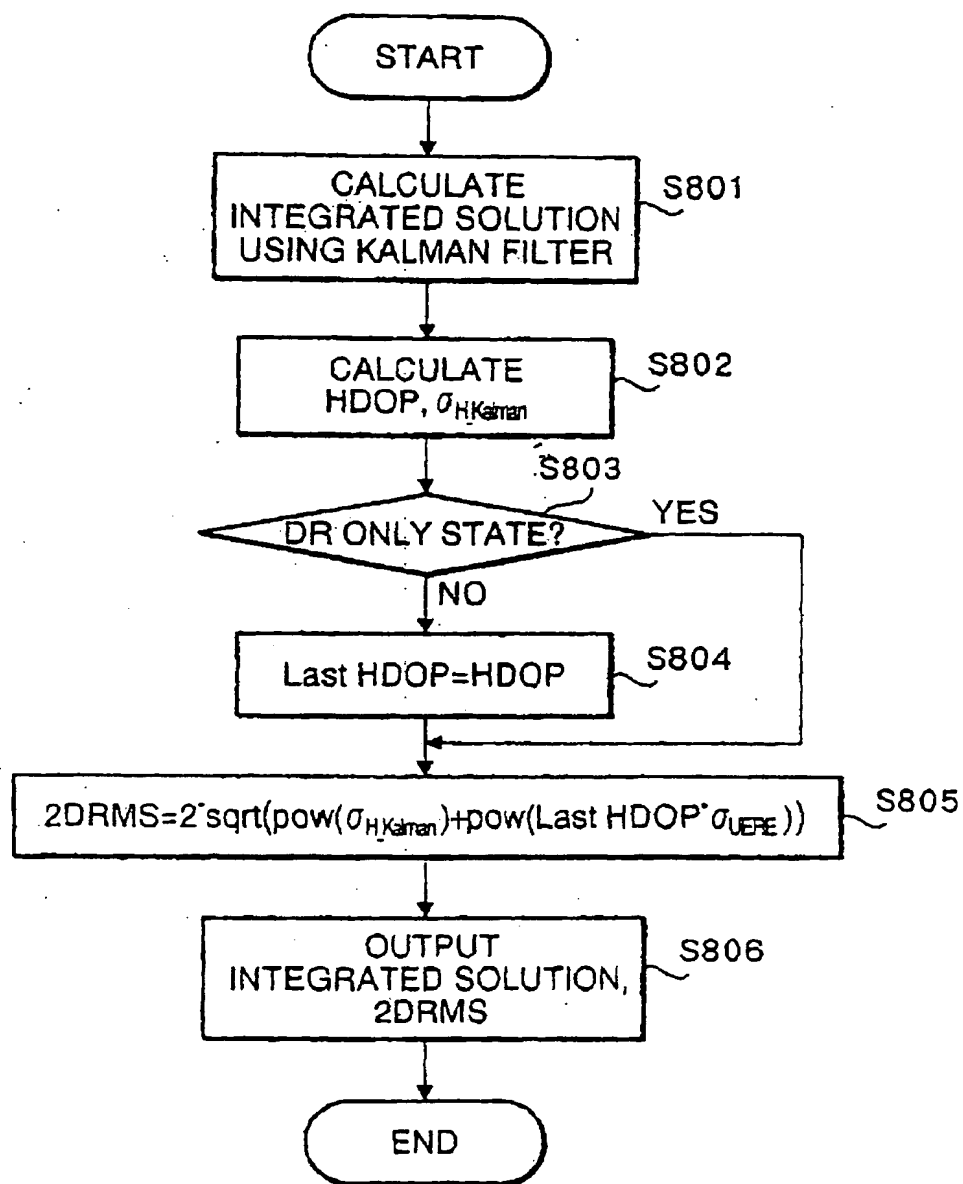 START
CALCULATE
INTEGRATED SOLUTION
USING KALMAN FILTER
S801
CALCULATE
HDOP, σH_Kalman
S802
S803
DR ONLY STATE?
YES
NO
Last HDOP=HDOP
S804
2DRMS=2*sqrt(pow(σH_Kalman)+pow(Last HDOP*σUERE))
S805
OUTPUT
INTEGRATED SOLUTION,
2DRMS
S806
END